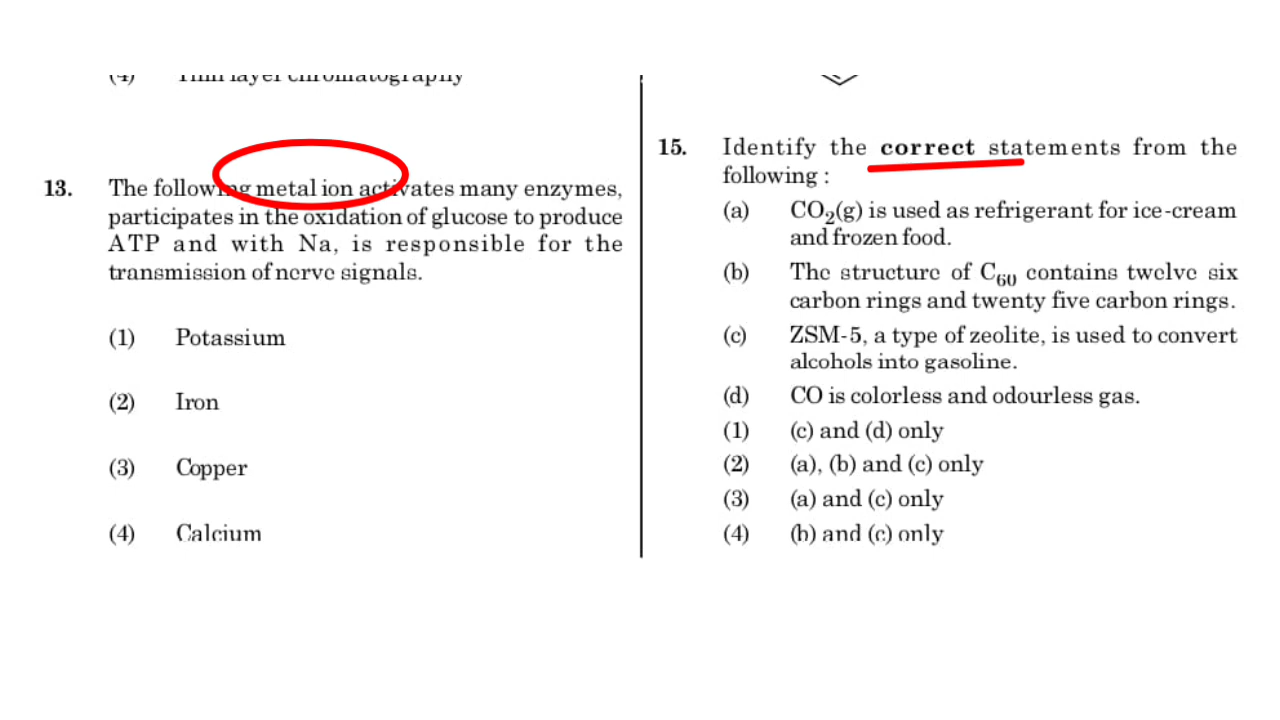 (4) Thin layer chromatography
13. The following metal ion activates many enzymes,
participates in the oxidation of glucose to produce
ATP and with Na, is responsible for the
transmission of nerve signals.
(1) Potassium
(2) Iron
(3) Copper
(4) Calcium
15. Identify the correct statements from the
following :
(a) CO₂(g) is used as refrigerant for ice-cream
and frozen food.
(b) The structure of C₆₀ contains twelve six
carbon rings and twenty five carbon rings.
(c) ZSM-5, a type of zeolite, is used to convert
alcohols into gasoline.
(d) CO is colorless and odourless gas.
(1) (c) and (d) only
(2) (a), (b) and (c) only
(3) (a) and (c) only
(4) (b) and (c) only